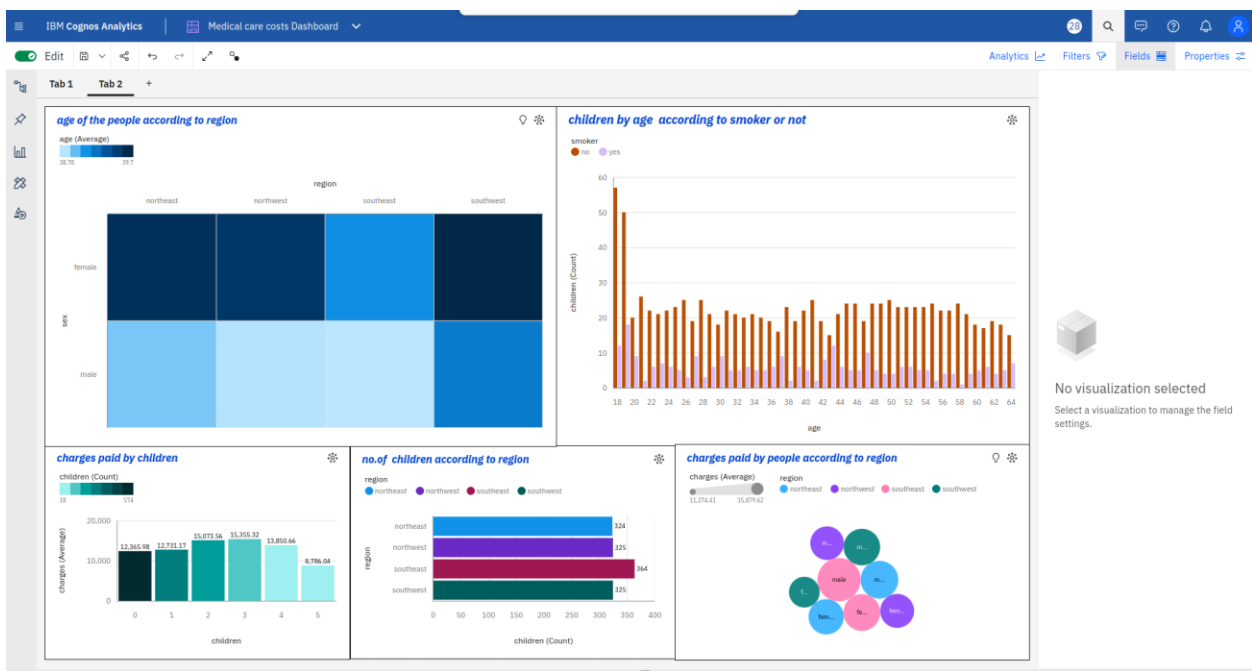 IBM Cognos Analytics
Medical care costs Dashboard
28
Edit
Analytics
Filters
Fields
Properties
Tab 1
Tab 2
+
age of the people according to region
age (Average)
38.78 39.7
region
northeast northwest southeast southwest
female
sex
male
children by age according to smoker or not
smoker
no yes
60
50
40
30
20
10
0
children (Count)
18 20 22 24 26 28 30 32 34 36 38 40 42 44 46 48 50 52 54 56 58 60 62 64
age
No visualization selected
Select a visualization to manage the field
settings.
charges paid by children
children (Count)
18 574
charges (Average)
20,000
10,000
0
12,365.98 12,731.17 15,073.56 15,355.32 13,850.66 8,786.04
0 1 2 3 4 5
children
no.of children according to region
region
northeast northwest southeast southwest
region
northeast 324
northwest 325
southeast 364
southwest 325
0 50 100 150 200 250 300 350 400
children (Count)
charges paid by people according to region
charges (Average)
11,274.41 15,879.62
region
northeast northwest southeast southwest
m...
m...
male
m...
f...
fem...
fe...
fem...